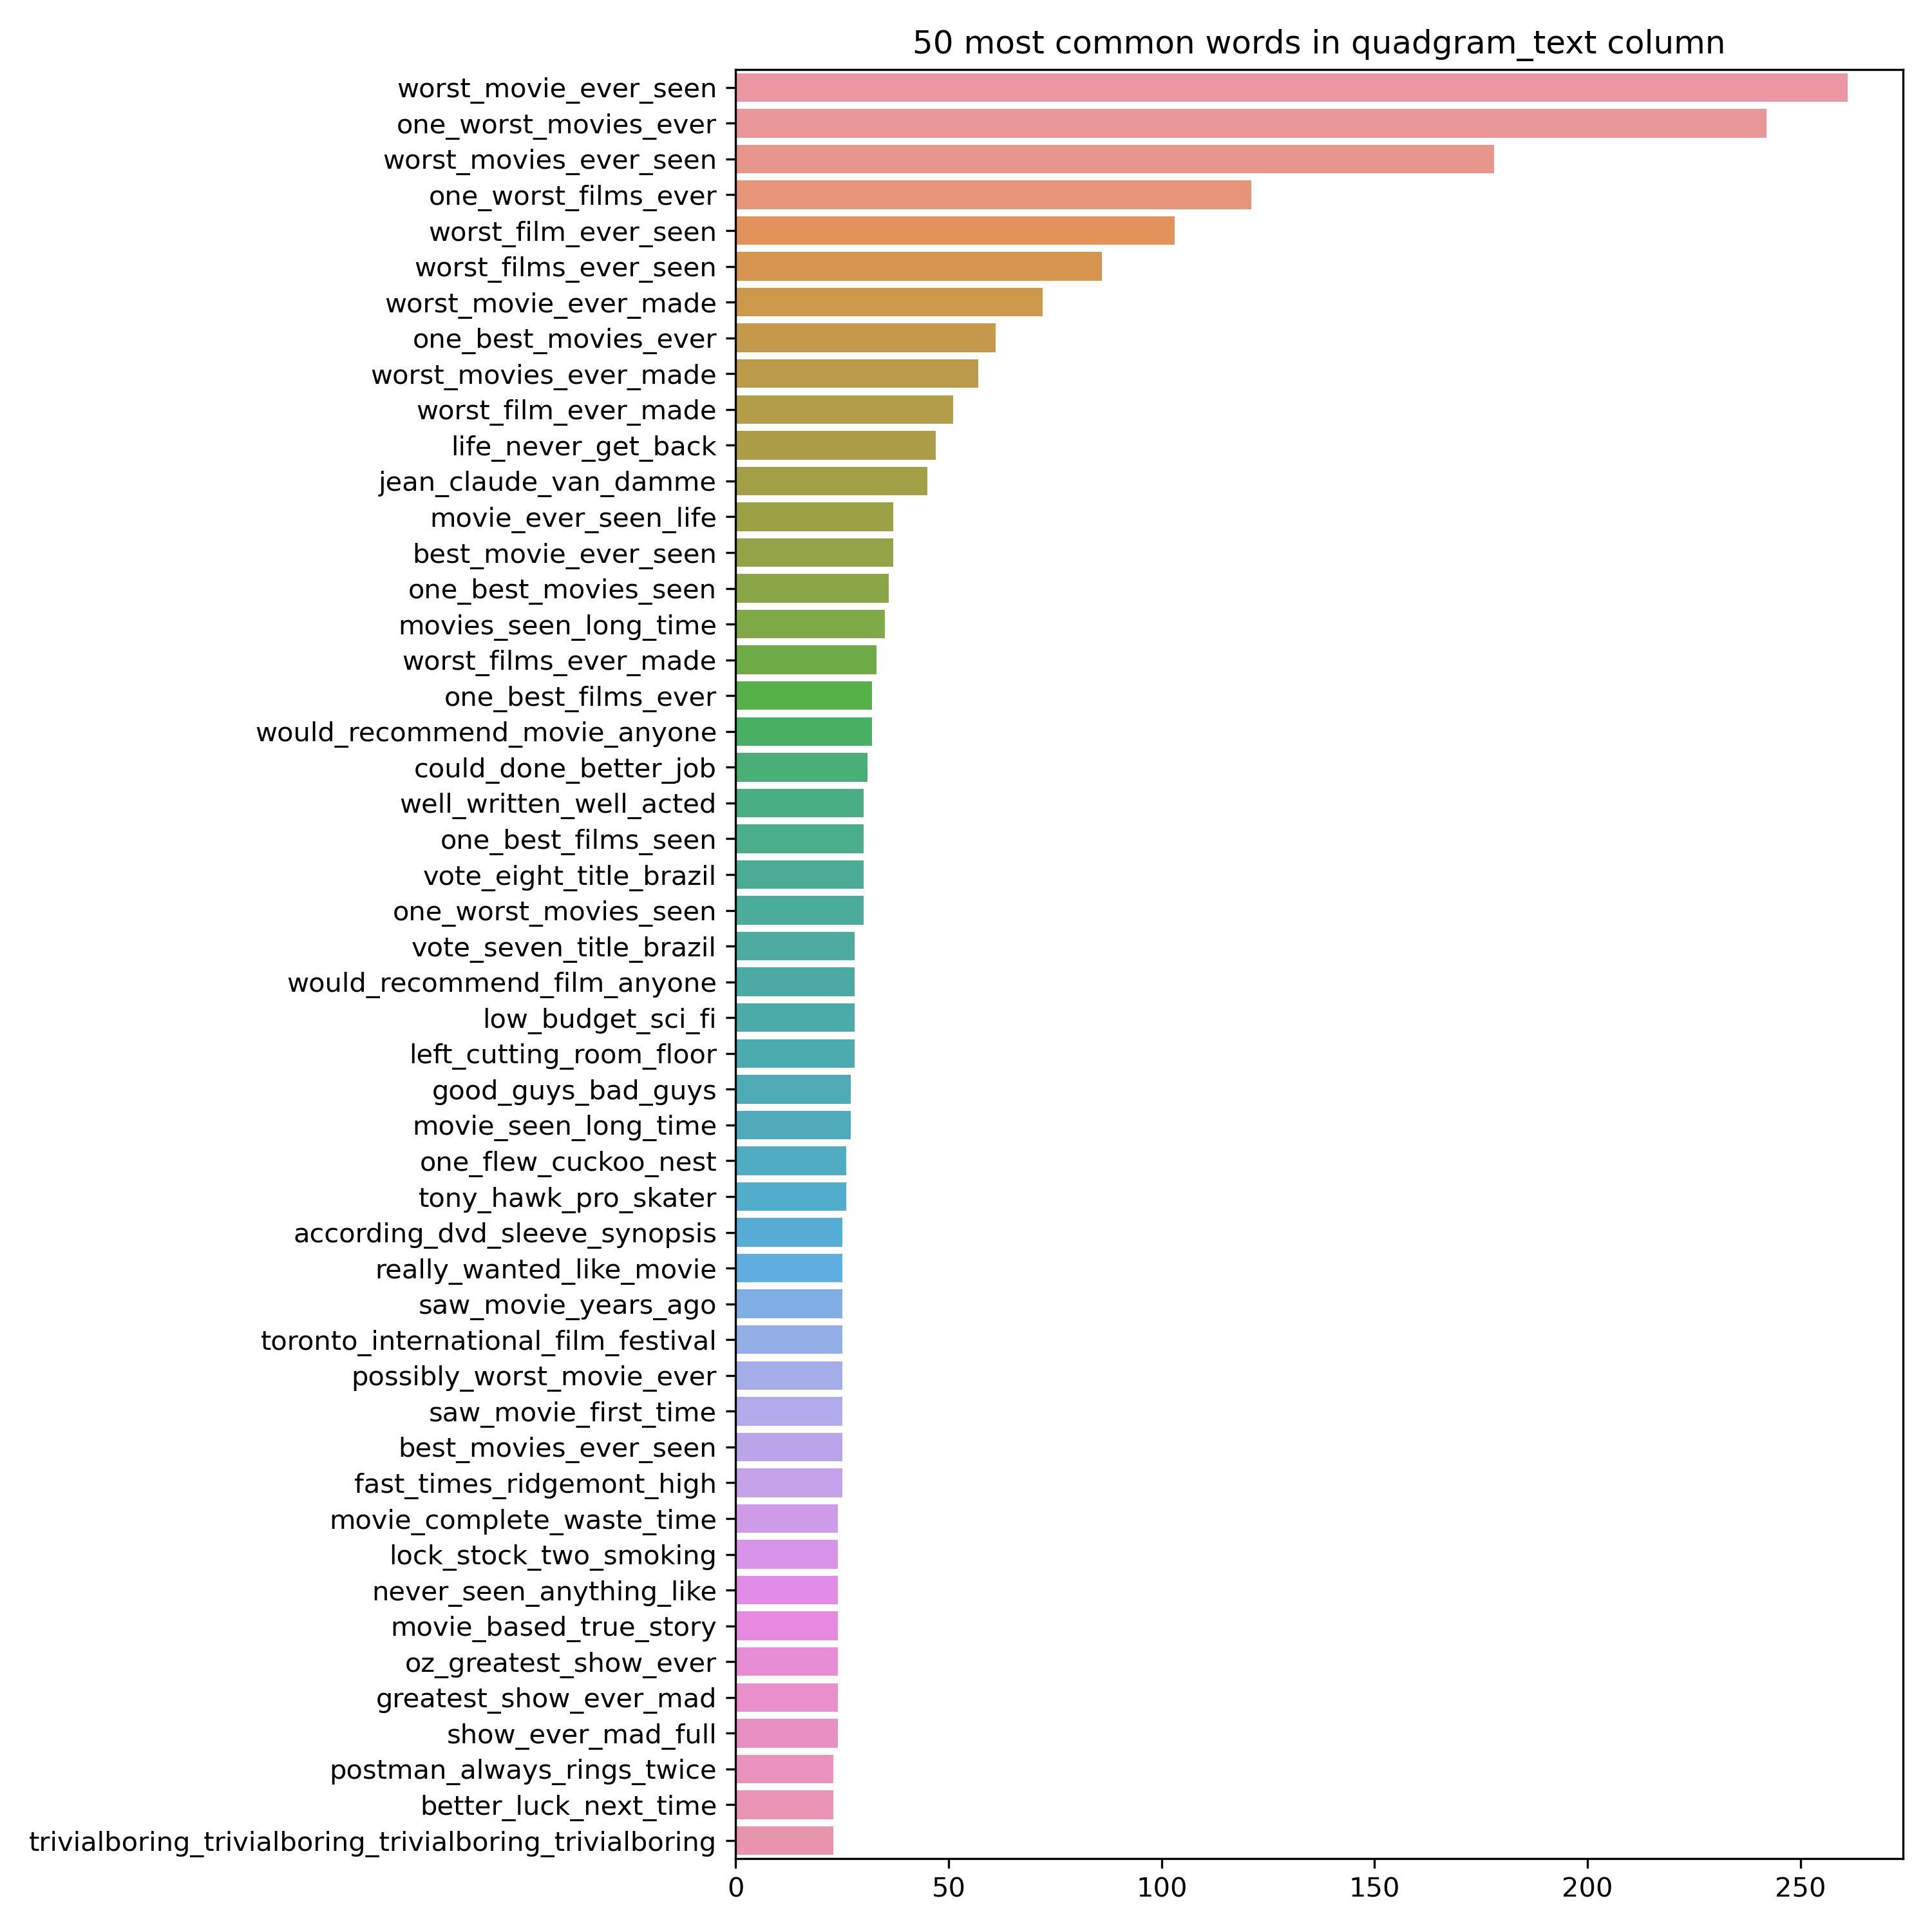 50 most common words in quadgram_text column
worst_movie_ever_seen
one_worst_movies_ever
worst_movies_ever_seen
one_worst_films_ever
worst_film_ever_seen
worst_films_ever_seen
worst_movie_ever_made
one_best_movies_ever
worst_movies_ever_made
worst_film_ever_made
life_never_get_back
jean_claude_van_damme
movie_ever_seen_life
best_movie_ever_seen
one_best_movies_seen
movies_seen_long_time
worst_films_ever_made
one_best_films_ever
would_recommend_movie_anyone
could_done_better_job
well_written_well_acted
one_best_films_seen
vote_eight_title_brazil
one_worst_movies_seen
vote_seven_title_brazil
would_recommend_film_anyone
low_budget_sci_fi
left_cutting_room_floor
good_guys_bad_guys
movie_seen_long_time
one_flew_cuckoo_nest
tony_hawk_pro_skater
according_dvd_sleeve_synopsis
really_wanted_like_movie
saw_movie_years_ago
toronto_international_film_festival
possibly_worst_movie_ever
saw_movie_first_time
best_movies_ever_seen
fast_times_ridgemont_high
movie_complete_waste_time
lock_stock_two_smoking
never_seen_anything_like
movie_based_true_story
oz_greatest_show_ever
greatest_show_ever_mad
show_ever_mad_full
postman_always_rings_twice
better_luck_next_time
trivialboring_trivialboring_trivialboring_trivialboring
0 50 100 150 200 250